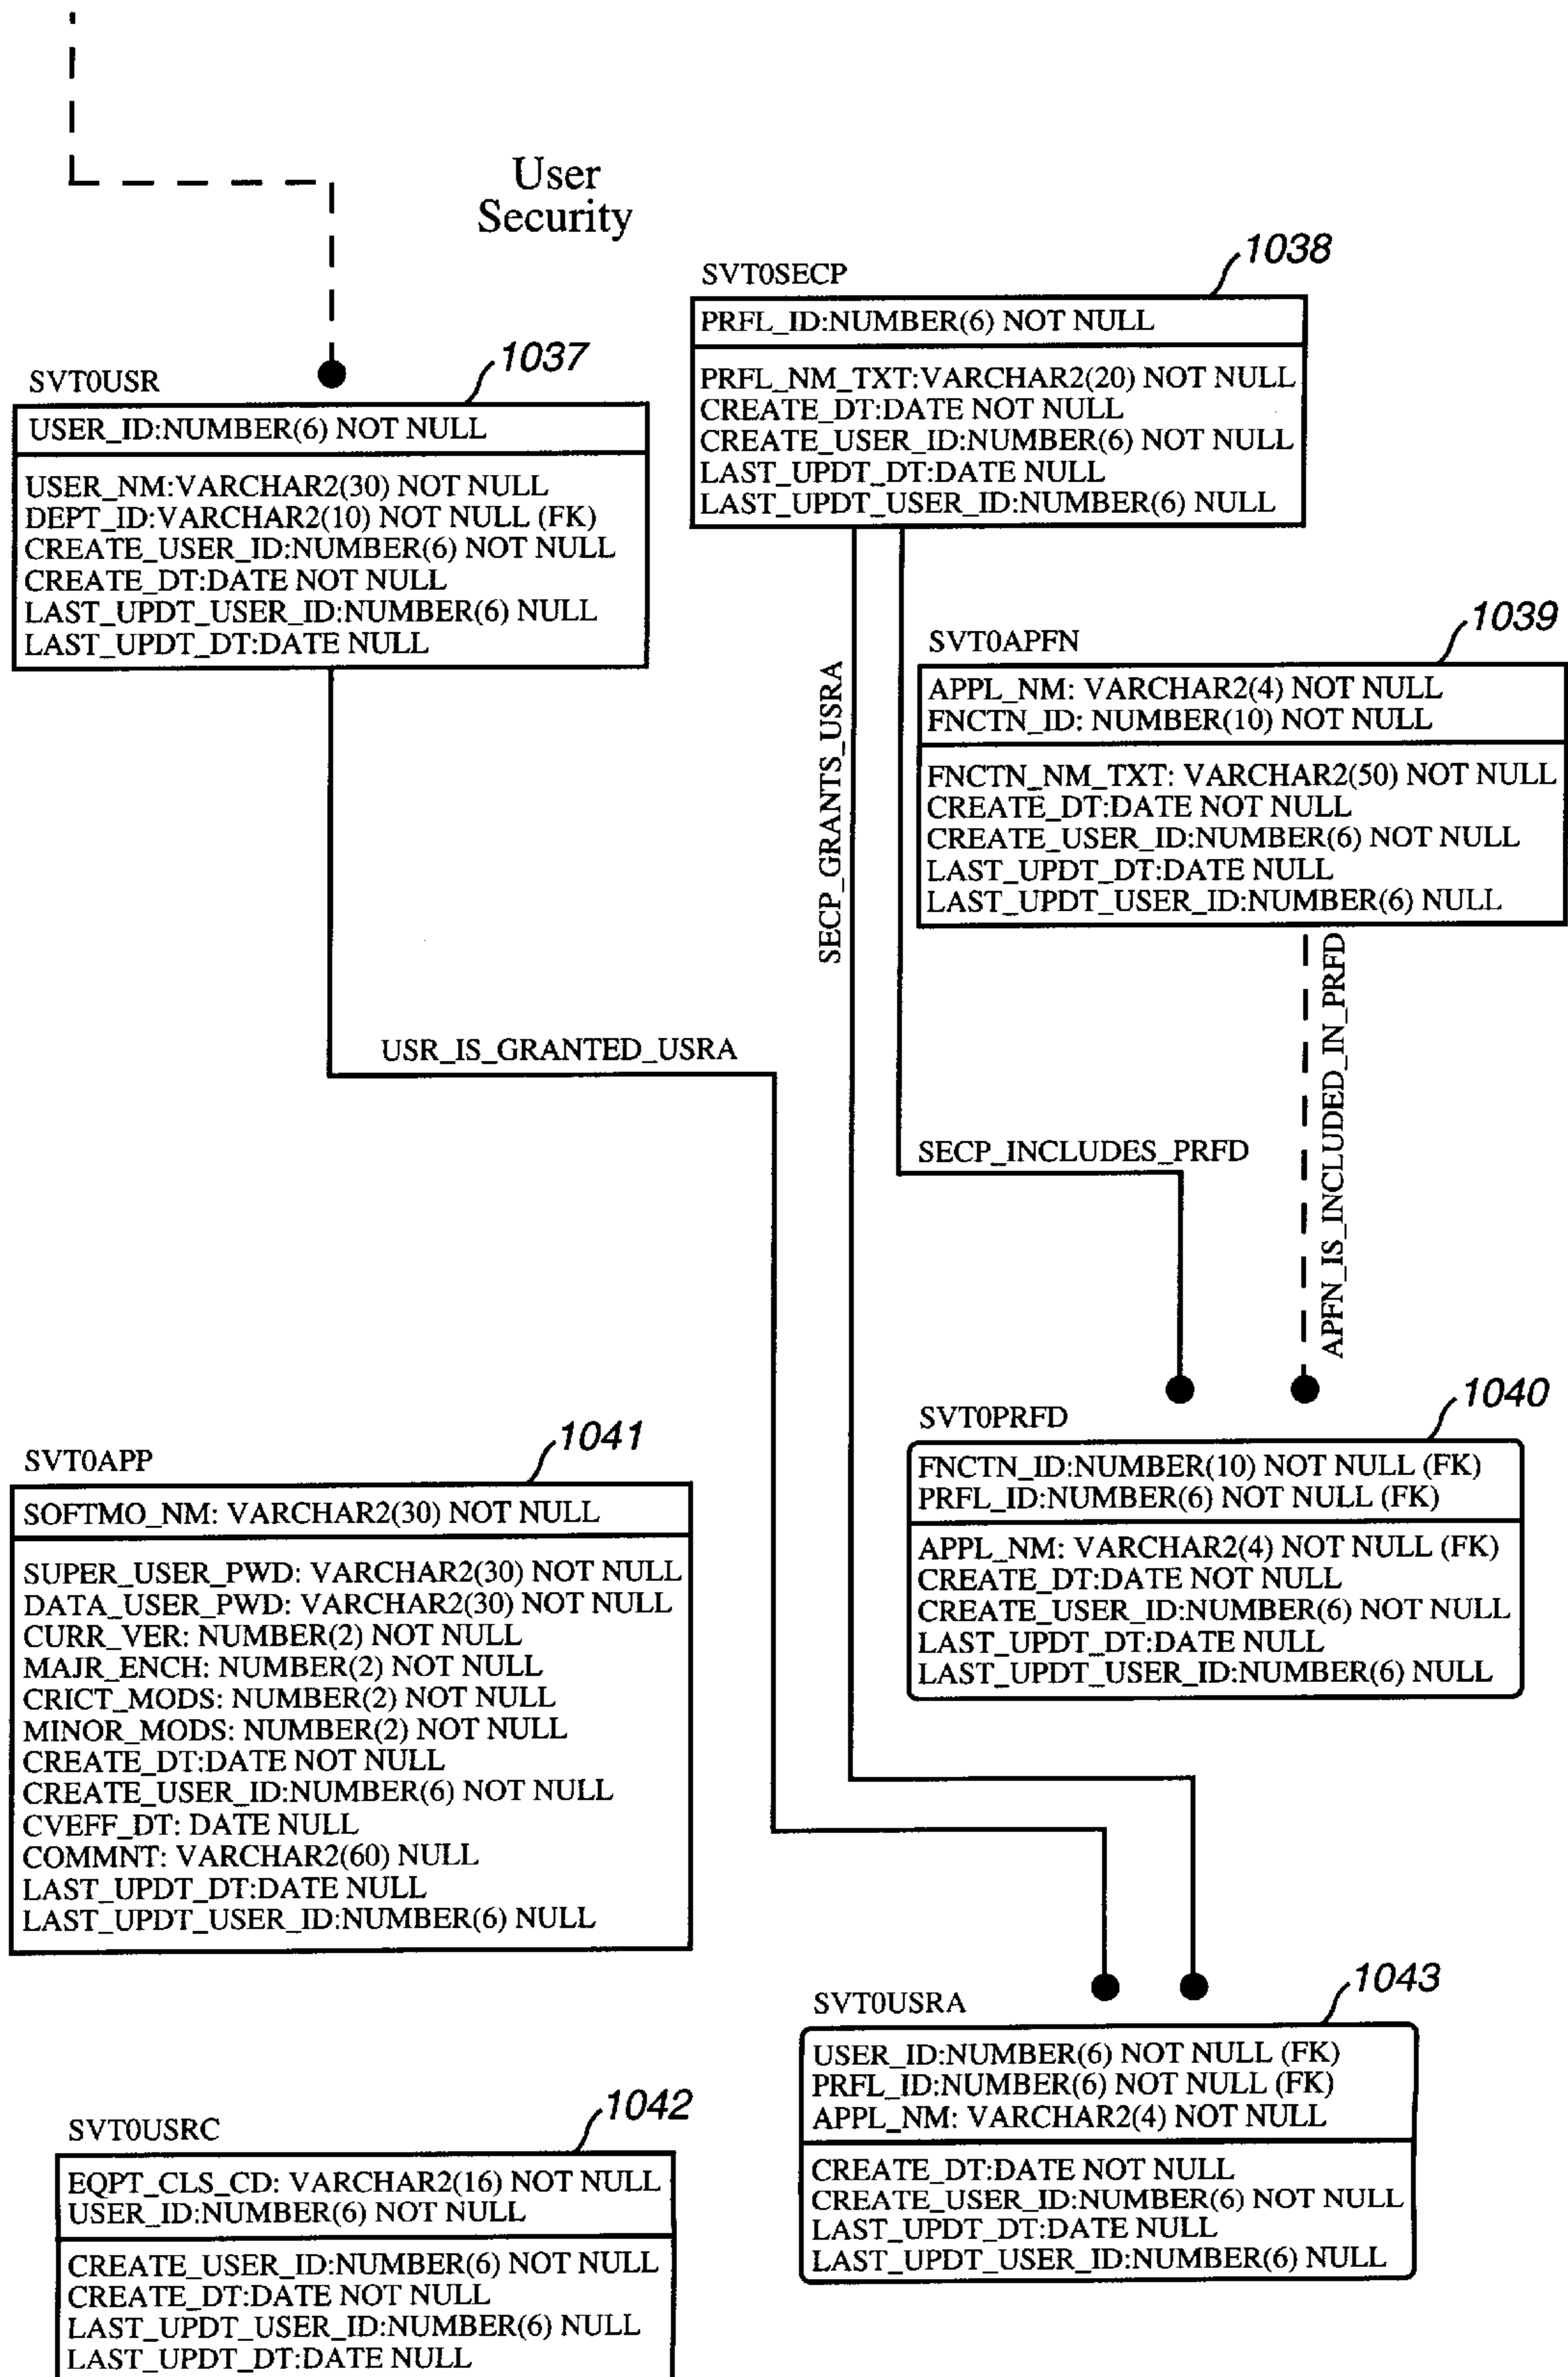 User
Security
SVT0USR
1037
USER_ID:NUMBER(6) NOT NULL
USER_NM:VARCHAR2(30) NOT NULL
DEPT_ID:VARCHAR2(10) NOT NULL (FK)
CREATE_USER_ID:NUMBER(6) NOT NULL
CREATE_DT:DATE NOT NULL
LAST_UPDT_USER_ID:NUMBER(6) NULL
LAST_UPDT_DT:DATE NULL
SVT0SECP
1038
PRFL_ID:NUMBER(6) NOT NULL
PRFL_NM_TXT:VARCHAR2(20) NOT NULL
CREATE_DT:DATE NOT NULL
CREATE_USER_ID:NUMBER(6) NOT NULL
LAST_UPDT_DT:DATE NULL
LAST_UPDT_USER_ID:NUMBER(6) NULL
SVT0APFN
1039
APPL_NM: VARCHAR2(4) NOT NULL
FNCTN_ID: NUMBER(10) NOT NULL
FNCTN_NM_TXT: VARCHAR2(50) NOT NULL
CREATE_DT:DATE NOT NULL
CREATE_USER_ID:NUMBER(6) NOT NULL
LAST_UPDT_DT:DATE NULL
LAST_UPDT_USER_ID:NUMBER(6) NULL
SECP_GRANTS_USRA
USR_IS_GRANTED_USRA
SECP_INCLUDES_PRFD
APFN_IS_INCLUDED_IN_PRFD
SVT0PRFD
1040
FNCTN_ID:NUMBER(10) NOT NULL (FK)
PRFL_ID:NUMBER(6) NOT NULL (FK)
APPL_NM: VARCHAR2(4) NOT NULL (FK)
CREATE_DT:DATE NOT NULL
CREATE_USER_ID:NUMBER(6) NOT NULL
LAST_UPDT_DT:DATE NULL
LAST_UPDT_USER_ID:NUMBER(6) NULL
SVT0APP
1041
SOFTMO_NM: VARCHAR2(30) NOT NULL
SUPER_USER_PWD: VARCHAR2(30) NOT NULL
DATA_USER_PWD: VARCHAR2(30) NOT NULL
CURR_VER: NUMBER(2) NOT NULL
MAJR_ENCH: NUMBER(2) NOT NULL
CRICT_MODS: NUMBER(2) NOT NULL
MINOR_MODS: NUMBER(2) NOT NULL
CREATE_DT:DATE NOT NULL
CREATE_USER_ID:NUMBER(6) NOT NULL
CVEFF_DT: DATE NULL
COMMNT: VARCHAR2(60) NULL
LAST_UPDT_DT:DATE NULL
LAST_UPDT_USER_ID:NUMBER(6) NULL
SVT0USRA
1043
USER_ID:NUMBER(6) NOT NULL (FK)
PRFL_ID:NUMBER(6) NOT NULL (FK)
APPL_NM: VARCHAR2(4) NOT NULL
CREATE_DT:DATE NOT NULL
CREATE_USER_ID:NUMBER(6) NOT NULL
LAST_UPDT_DT:DATE NULL
LAST_UPDT_USER_ID:NUMBER(6) NULL
SVT0USRC
1042
EQPT_CLS_CD: VARCHAR2(16) NOT NULL
USER_ID:NUMBER(6) NOT NULL
CREATE_USER_ID:NUMBER(6) NOT NULL
CREATE_DT:DATE NOT NULL
LAST_UPDT_USER_ID:NUMBER(6) NULL
LAST_UPDT_DT:DATE NULL